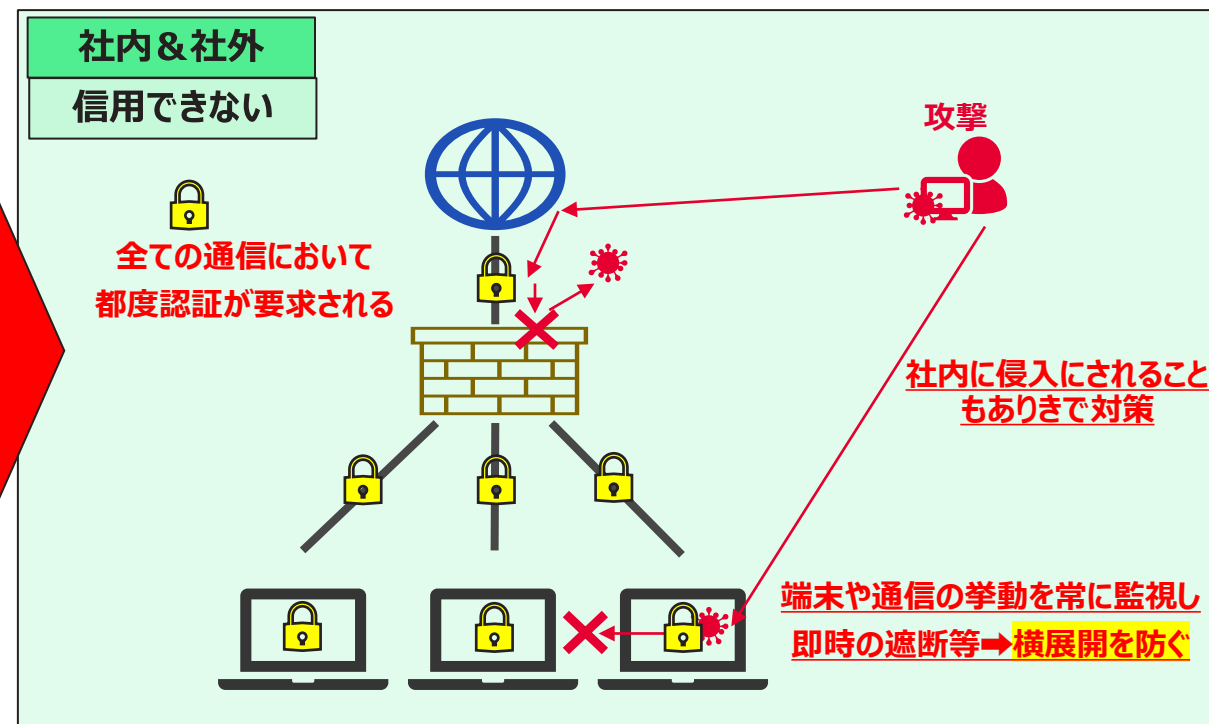 社内＆社外
信用できない
攻撃
全ての通信において
都度認証が要求される
社内に侵入にされること
もありきで対策
端末や通信の挙動を常に監視し
即時の遮断等➡横展開を防ぐ